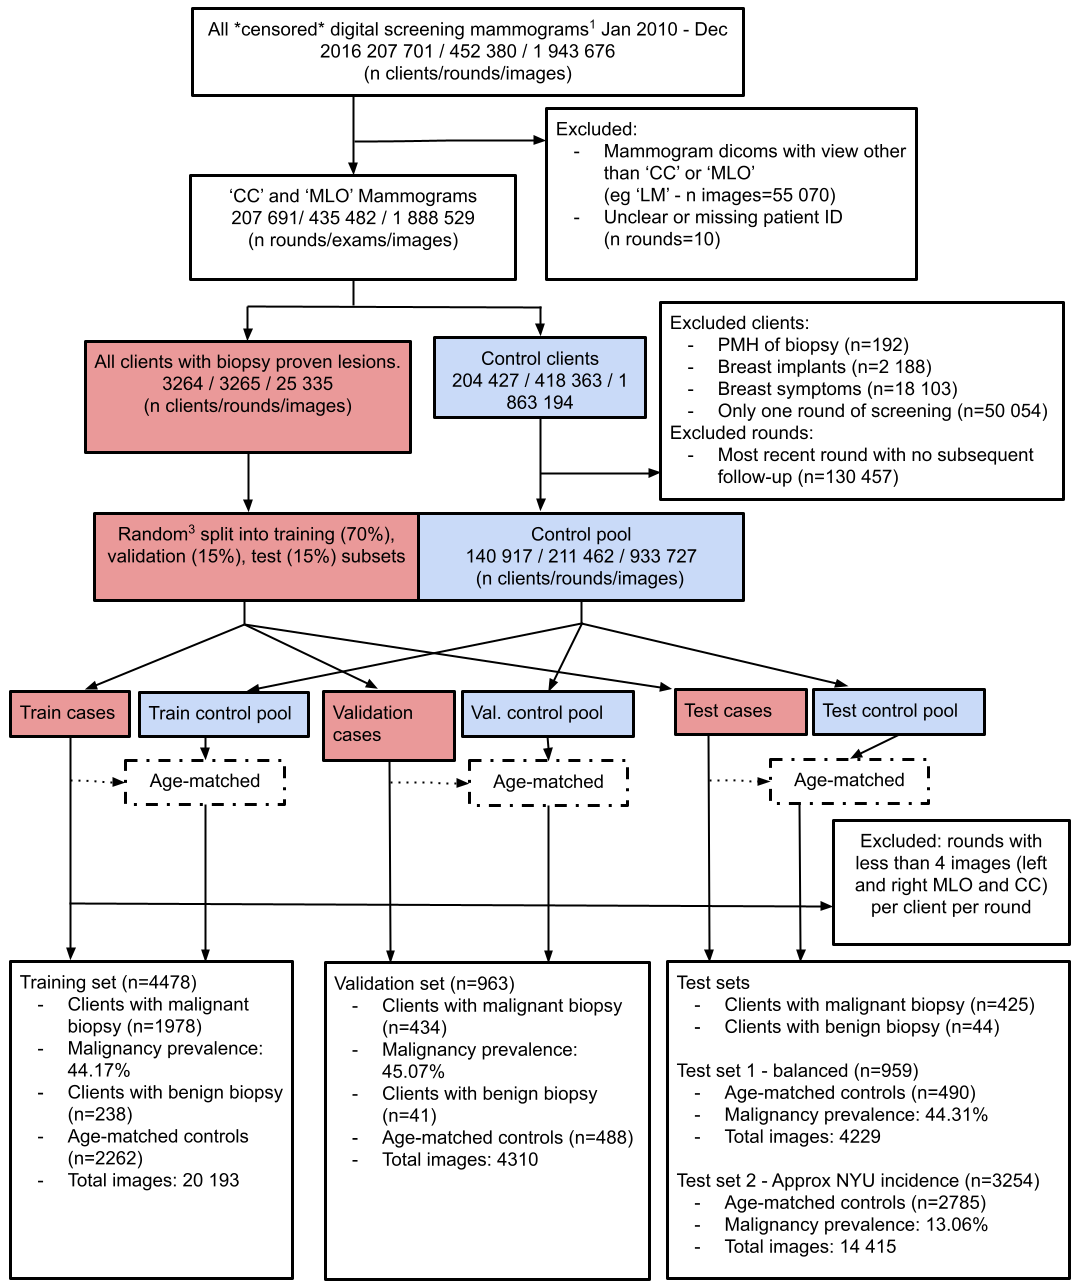 All *censored* digital screening mammograms¹ Jan 2010 - Dec
2016 207 701 / 452 380 / 1 943 676
(n clients/rounds/images)
Excluded:
- Mammogram dicoms with view other
than ‘CC’ or ‘MLO’
(eg ‘LM’ - n images=55 070)
- Unclear or missing patient ID
(n rounds=10)
‘CC’ and ‘MLO’ Mammograms
207 691/ 435 482 / 1 888 529
(n rounds/exams/images)
Excluded clients:
- PMH of biopsy (n=192)
- Breast implants (n=2 188)
- Breast symptoms (n=18 103)
- Only one round of screening (n=50 054)
Excluded rounds:
- Most recent round with no subsequent
follow-up (n=130 457)
All clients with biopsy proven lesions.
3264 / 3265 / 25 335
(n clients/rounds/images)
Control clients
204 427 / 418 363 / 1
863 194
Random³ split into training (70%),
validation (15%), test (15%) subsets
Control pool
140 917 / 211 462 / 933 727
(n clients/rounds/images)
Train cases
Train control pool
Validation
cases
Val. control pool
Test cases
Test control pool
Age-matched
Age-matched
Age-matched
Excluded: rounds with
less than 4 images (left
and right MLO and CC)
per client per round
Training set (n=4478)
- Clients with malignant
biopsy (n=1978)
- Malignancy prevalence:
44.17%
- Clients with benign biopsy
(n=238)
- Age-matched controls
(n=2262)
- Total images: 20 193
Validation set (n=963)
- Clients with malignant biopsy
(n=434)
- Malignancy prevalence:
45.07%
- Clients with benign biopsy
(n=41)
- Age-matched controls (n=488)
- Total images: 4310
Test sets
- Clients with malignant biopsy (n=425)
- Clients with benign biopsy (n=44)
Test set 1 - balanced (n=959)
- Age-matched controls (n=490)
- Malignancy prevalence: 44.31%
- Total images: 4229
Test set 2 - Approx NYU incidence (n=3254)
- Age-matched controls (n=2785)
- Malignancy prevalence: 13.06%
- Total images: 14 415